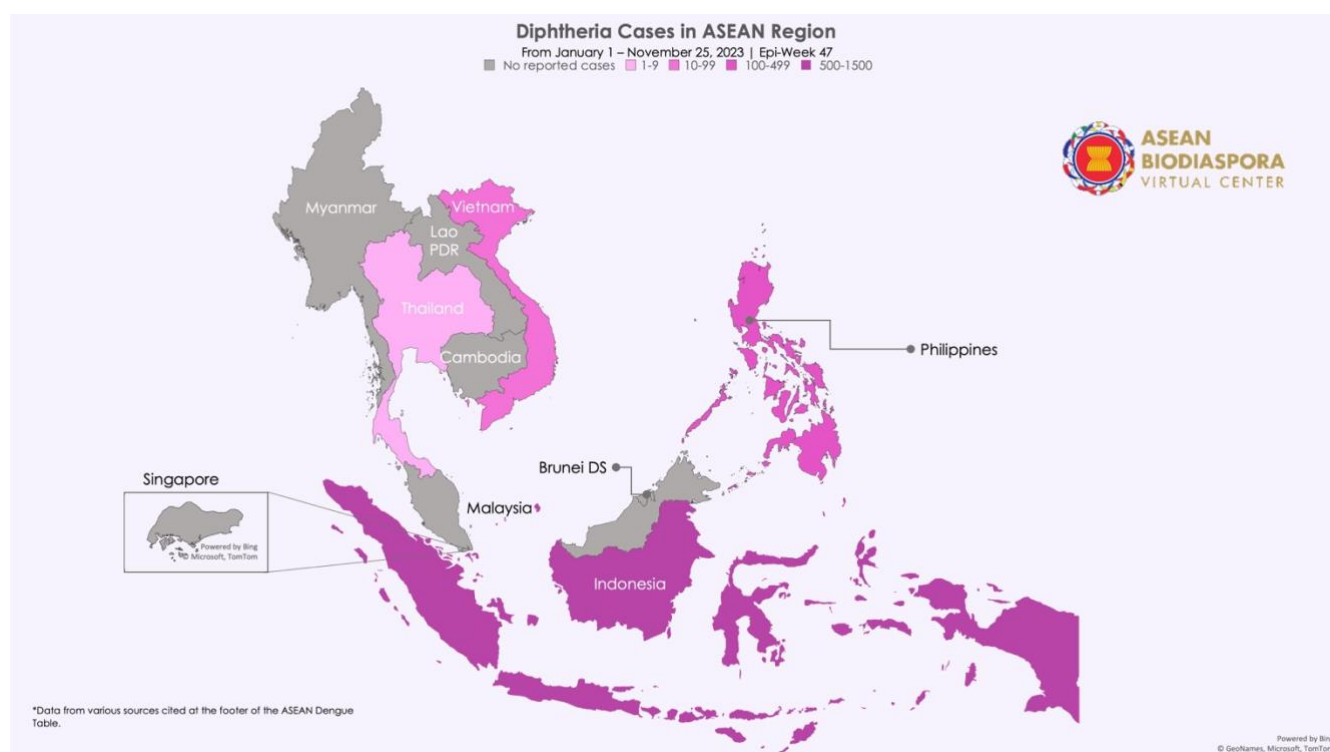 Diphtheria Cases in ASEAN Region
From January 1 – November 25, 2023 | Epi-Week 47
No reported cases 1-9 10-99 100-499 500-1500
ASEAN
BIODIASPORA
VIRTUAL CENTER
Myanmar
Vietnam
Lao
PDR
Thailand
Cambodia
Philippines
Brunei DS
Singapore
Malaysia
Powered by Bing
© Microsoft, TomTom
Indonesia
*Data from various sources cited at the footer of the ASEAN Dengue
Table.
Powered by Bin
© GeoNames, Microsoft, TomTom